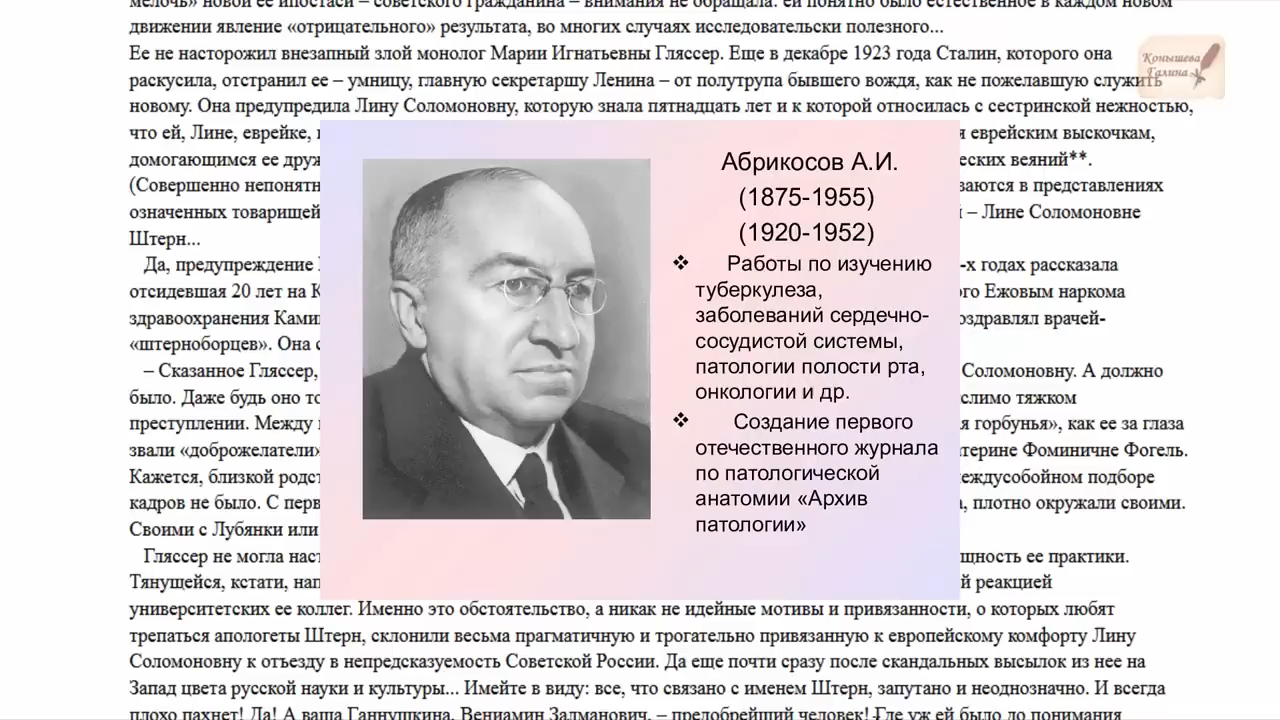 мелочь» новой ее ипостаси – советского гражданина – внимания не обращала: ей понятно было естественное в каждом новом
движении явление «отрицательного» результата, во многих случаях исследовательски полезного...
Ее не насторожил внезапный злой монолог Марии Игнатьевны Гляссер. Еще в декабре 1923 года Сталин, которого она
раскусила, отстранил ее – умницу, главную секретаршу Ленина – от полутрупа бывшего вождя, как не пожелавшую служить
новому. Она предупредила Лину Соломоновну, которую знала пятнадцать лет и к которой относилась с сестринской нежностью,
что ей, Лине, еврейке,
я еврейским выскочкам,
домогающимся ее
еских веяний**.
(Совершенно
ваются в представлениях
означенных товарищей
– Лине Соломоновне
Штерн...
Да, предупреждение
-х годах рассказала
отсидевшая 20 лет на К
го Ежовым наркома
здравоохранения
оздравлял врачей-
«штерноборцев». Она с
– Сказанное Гляссер,
Соломоновну. А должно
было. Даже будь оно
слимо тяжком
преступлении. Между
я горбунья», как ее за глаза
звали «доброжелатели»
терине Фоминичне Фогель.
Кажется, близкой
междусобойном подборе
кадров не было. С
, плотно окружали своими.
Своими с Лубянки или
Гляссер не могла
щность ее практики.
Тянущейся, кстати,
й реакцией
университетских ее коллег. Именно это обстоятельство, а никак не идейные мотивы и привязанности, о которых любят
трепаться апологеты Штерн, склонили весьма прагматичную и трогательно привязанную к европейскому комфорту Лину
Соломоновну к отъезду в непредсказуемость Советской России. Да еще почти сразу после скандальных высылок из нее на
Запад цвета русской науки и культуры... Имейте в виду: все, что связано с именем Штерн, запутано и неоднозначно. И всегда
плохо пахнет! Да! А ваша Ганнушкина, Вениамин Залманович, – предобрейший человек! Где уж ей было до понимания
Конышева
Галина
Абрикосов А.И.
(1875-1955)
(1920-1952)
❖ Работы по изучению
туберкулеза,
заболеваний сердечно-
сосудистой системы,
патологии полости рта,
онкологии и др.
❖ Создание первого
отечественного журнала
по патологической
анатомии «Архив
патологии»